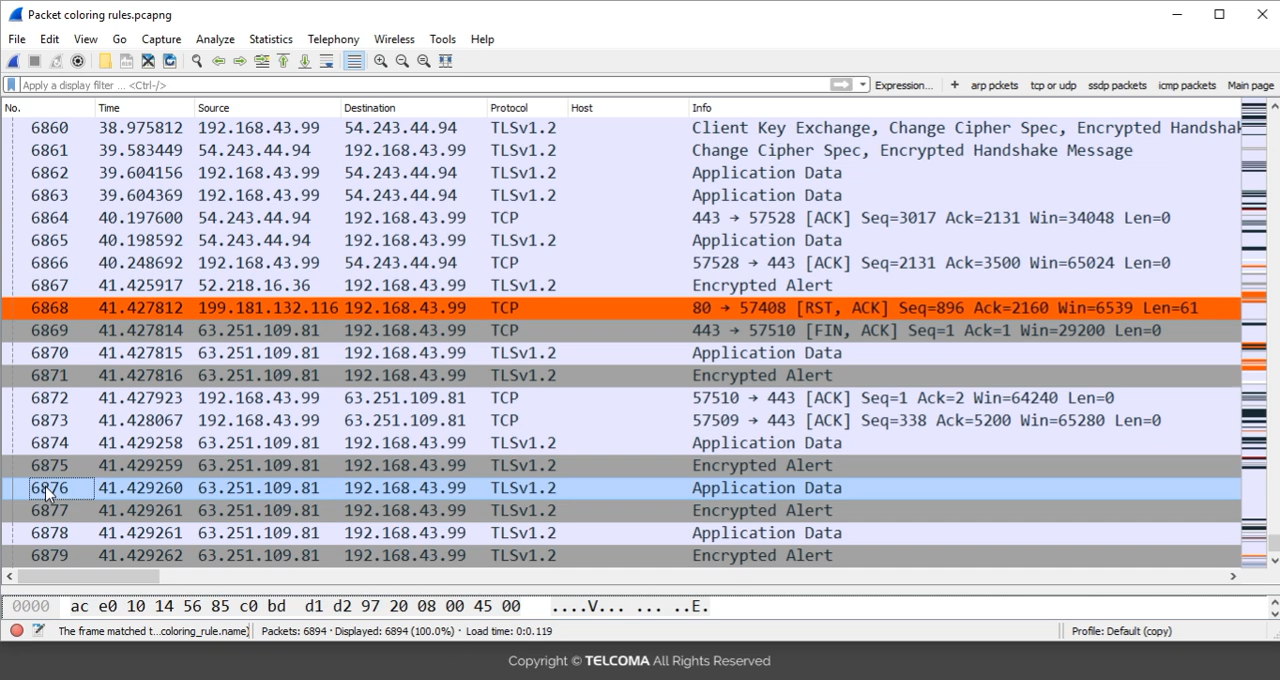 Packet coloring rules.pcapng
File Edit View Go Capture Analyze Statistics Telephony Wireless Tools Help
Apply a display filter ... <Ctrl-/> Expression... + arp pckets tcp or udp ssdp packets icmp packets Main page
No. Time Source Destination Protocol Host Info
6860 38.975812 192.168.43.99 54.243.44.94 TLSv1.2 Client Key Exchange, Change Cipher Spec, Encrypted Handshak
6861 39.583449 54.243.44.94 192.168.43.99 TLSv1.2 Change Cipher Spec, Encrypted Handshake Message
6862 39.604156 192.168.43.99 54.243.44.94 TLSv1.2 Application Data
6863 39.604369 192.168.43.99 54.243.44.94 TLSv1.2 Application Data
6864 40.197600 54.243.44.94 192.168.43.99 TCP 443 → 57528 [ACK] Seq=3017 Ack=2131 Win=34048 Len=0
6865 40.198592 54.243.44.94 192.168.43.99 TLSv1.2 Application Data
6866 40.248692 192.168.43.99 54.243.44.94 TCP 57528 → 443 [ACK] Seq=2131 Ack=3500 Win=65024 Len=0
6867 41.425917 52.218.16.36 192.168.43.99 TLSv1.2 Encrypted Alert
6868 41.427812 199.181.132.116 192.168.43.99 TCP 80 → 57408 [RST, ACK] Seq=896 Ack=2160 Win=6539 Len=61
6869 41.427814 63.251.109.81 192.168.43.99 TCP 443 → 57510 [FIN, ACK] Seq=1 Ack=1 Win=29200 Len=0
6870 41.427815 63.251.109.81 192.168.43.99 TLSv1.2 Application Data
6871 41.427816 63.251.109.81 192.168.43.99 TLSv1.2 Encrypted Alert
6872 41.427923 192.168.43.99 63.251.109.81 TCP 57510 → 443 [ACK] Seq=1 Ack=2 Win=64240 Len=0
6873 41.428067 192.168.43.99 63.251.109.81 TCP 57509 → 443 [ACK] Seq=338 Ack=5200 Win=65280 Len=0
6874 41.429258 63.251.109.81 192.168.43.99 TLSv1.2 Application Data
6875 41.429259 63.251.109.81 192.168.43.99 TLSv1.2 Encrypted Alert
6876 41.429260 63.251.109.81 192.168.43.99 TLSv1.2 Application Data
6877 41.429261 63.251.109.81 192.168.43.99 TLSv1.2 Encrypted Alert
6878 41.429261 63.251.109.81 192.168.43.99 TLSv1.2 Application Data
6879 41.429262 63.251.109.81 192.168.43.99 TLSv1.2 Encrypted Alert
0000 ac e0 10 14 56 85 c0 bd d1 d2 97 20 08 00 45 00 ....V... ... ..E.
The frame matched t...coloring_rule.name) Packets: 6894 · Displayed: 6894 (100.0%) · Load time: 0:0.119 Profile: Default (copy)
Copyright © TELCOMA All Rights Reserved